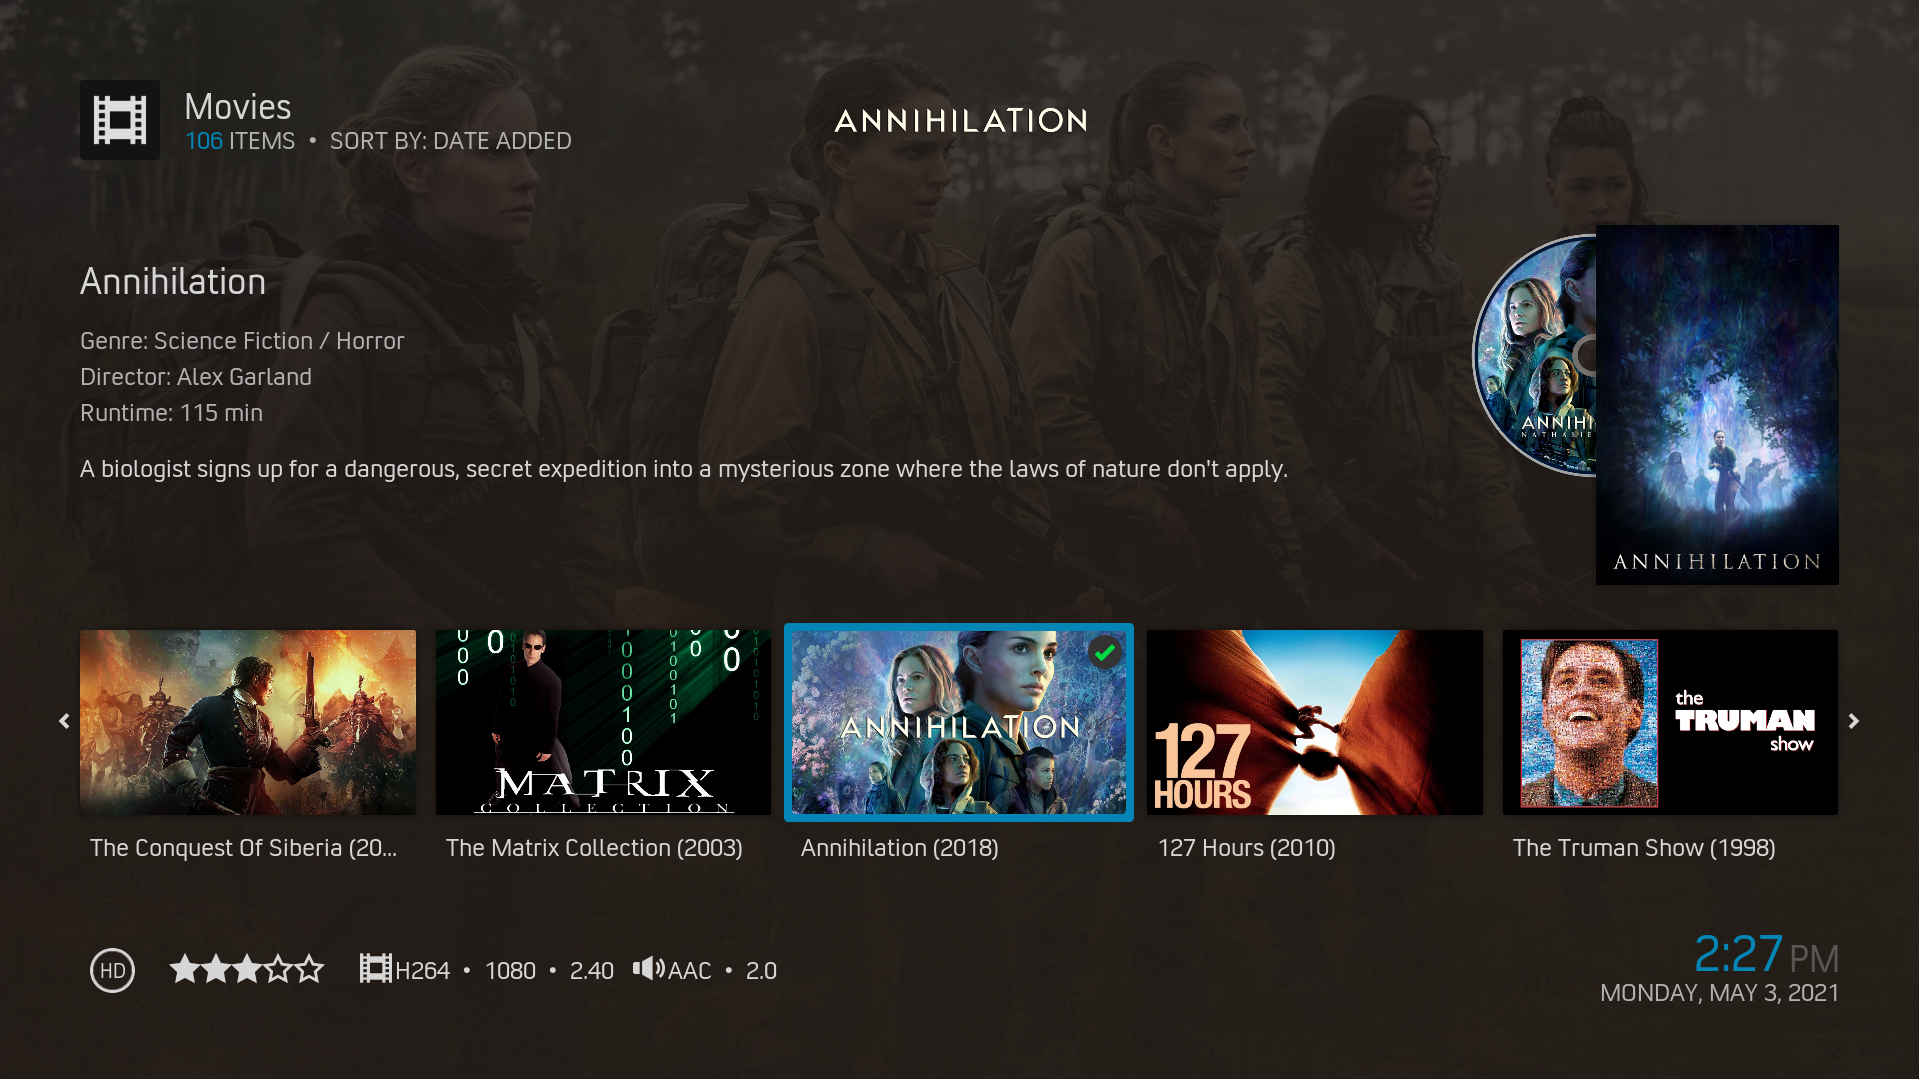 Movies
106 ITEMS • SORT BY: DATE ADDED
ANNIHILATION
Annihilation
Genre: Science Fiction / Horror
Director: Alex Garland
Runtime: 115 min
A biologist signs up for a dangerous, secret expedition into a mysterious zone where the laws of nature don't apply.
ANNIHI
ANNIHILATION
MATRIX
COLLECTION
ANNIHILATION
127
HOURS
the
TRUMAN
show
The Conquest Of Siberia (20...
The Matrix Collection (2003)
Annihilation (2018)
127 Hours (2010)
The Truman Show (1998)
HD
H264 • 1080 • 2.40
AAC • 2.0
2:27 PM
MONDAY, MAY 3, 2021